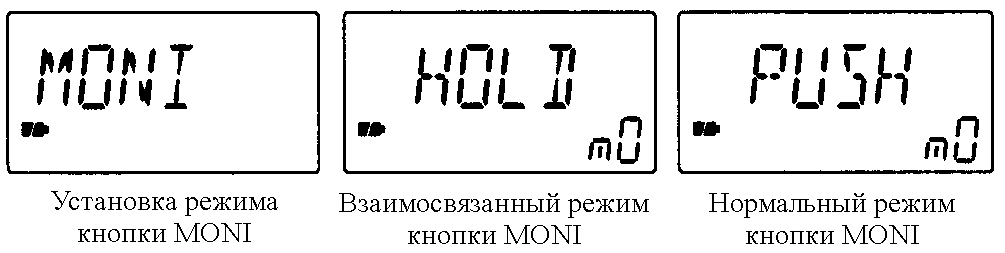 MONI
HOLD
m0
PUSH
m0
Установка режима
кнопки MONI
Взаимосвязанный режим
кнопки MONI
Нормальный режим
кнопки MONI